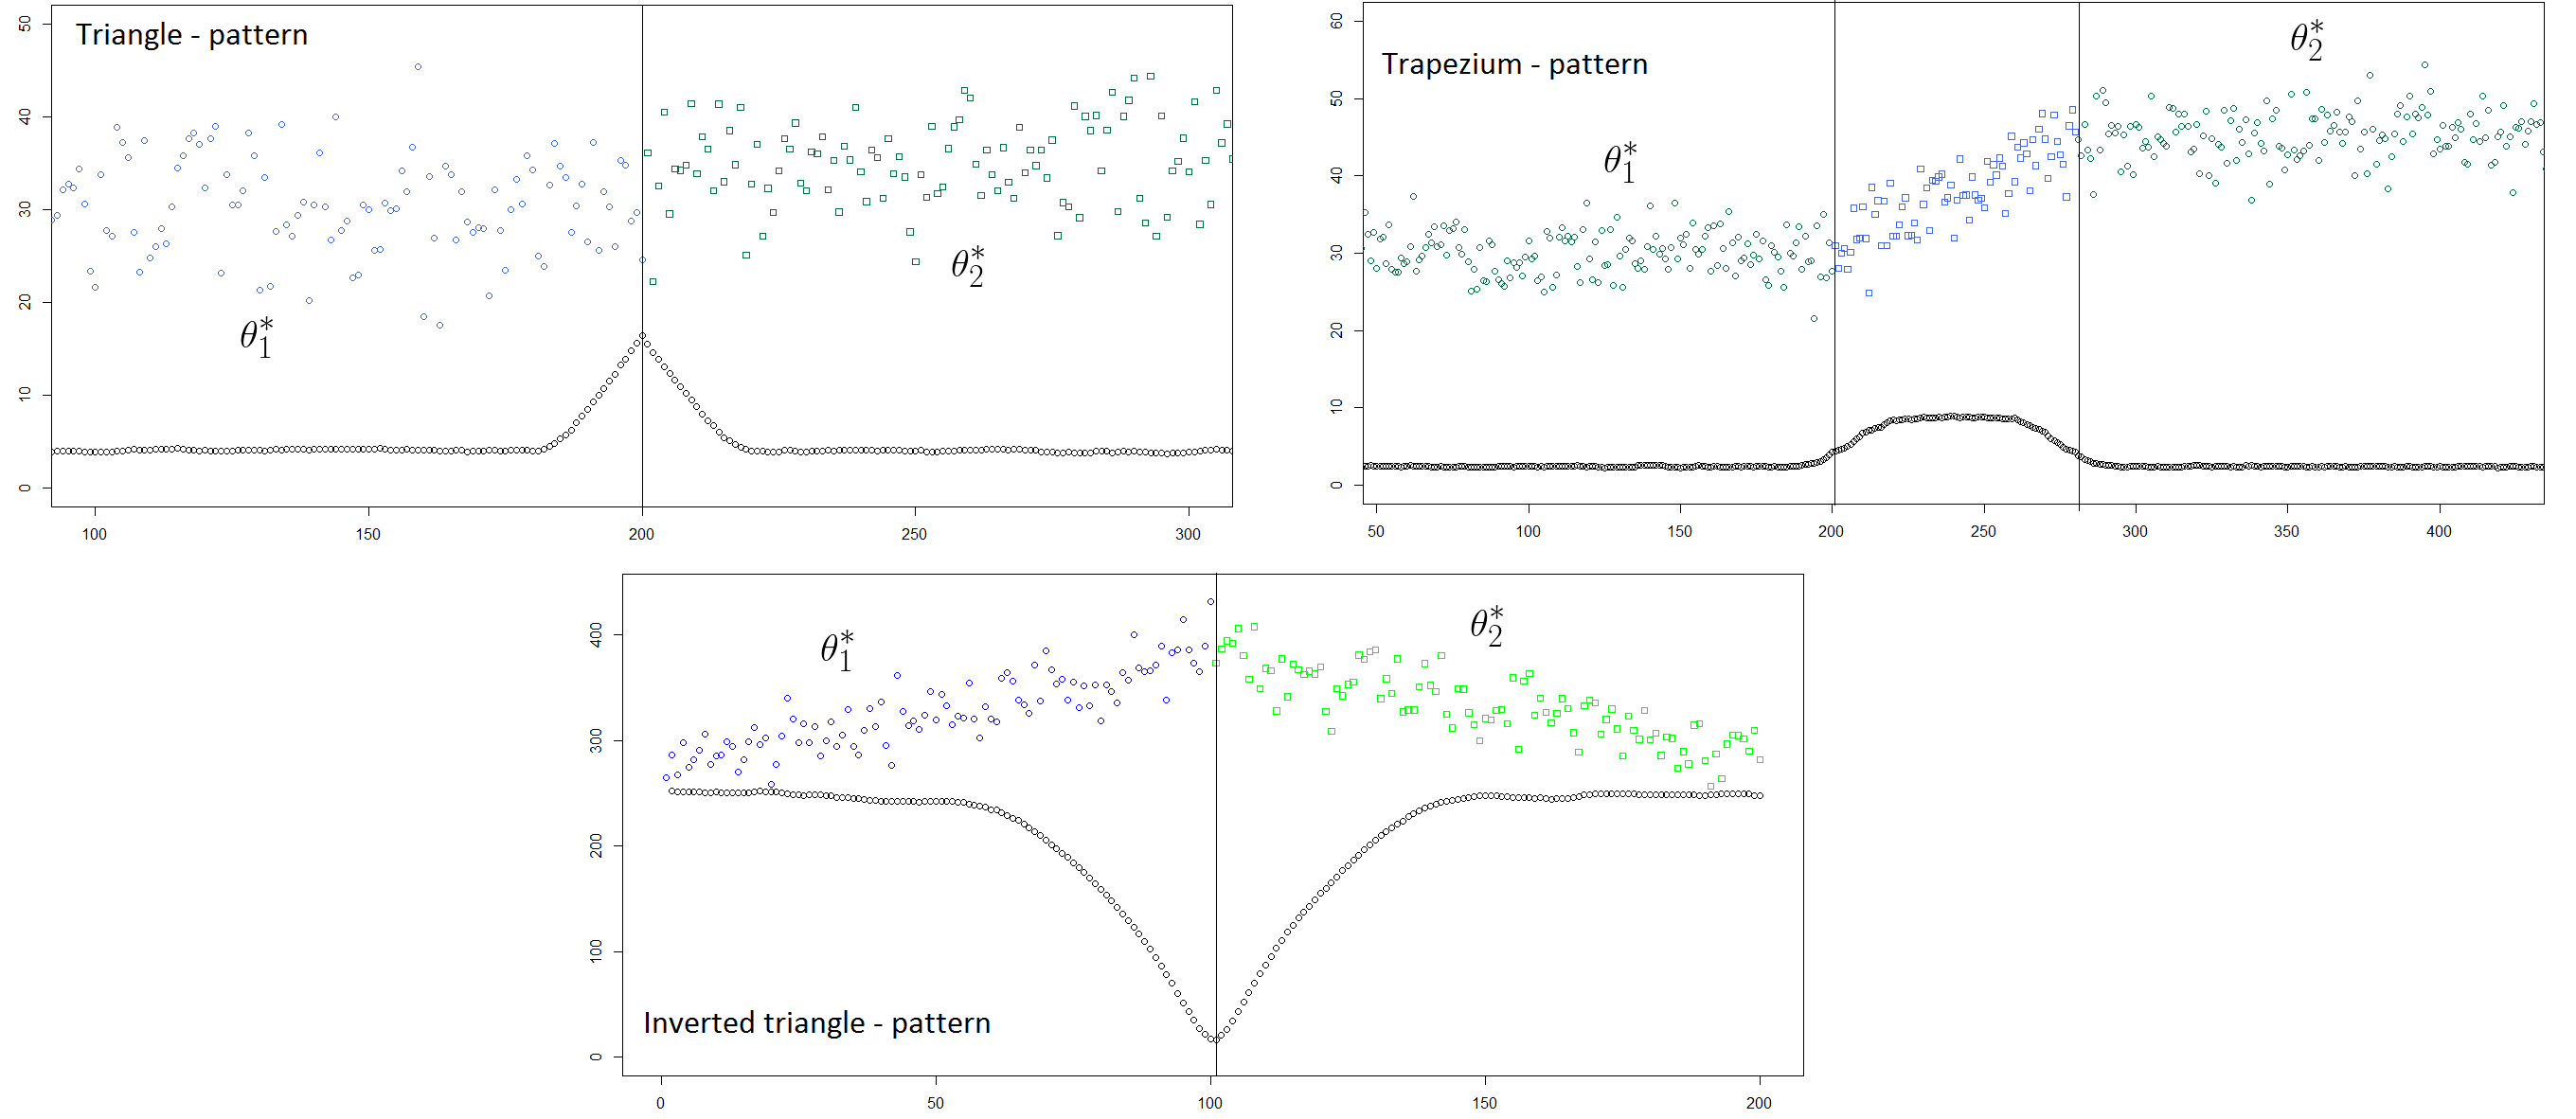 Triangle - pattern
50
40
30
20
10
0
θ₁*
θ₂*
100 150 200 250 300
Trapezium - pattern
60
50
40
30
20
10
0
θ₁*
θ₂*
50 100 150 200 250 300 350 400
Inverted triangle - pattern
400
300
200
100
0
θ₁*
θ₂*
0 50 100 150 200